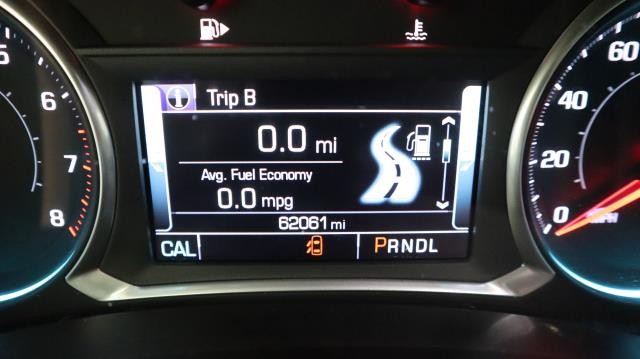 Trip B
0.0 mi
Avg. Fuel Economy
0.0 mpg
62061 mi
CAL
PRNDL
5
6
7
8
60
40
20
0
MPH